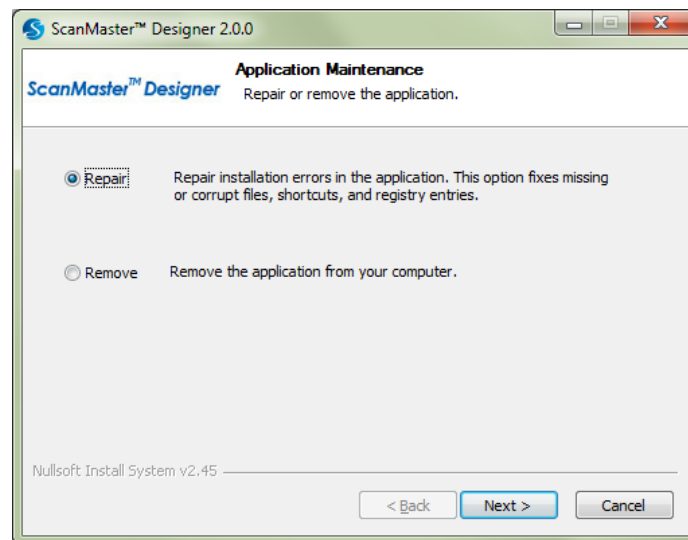 ScanMaster™ Designer 2.0.0
Application Maintenance
ScanMaster™ Designer
Repair or remove the application.
Repair
Repair installation errors in the application. This option fixes missing
or corrupt files, shortcuts, and registry entries.
Remove
Remove the application from your computer.
Nullsoft Install System v2.45
< Back
Next >
Cancel